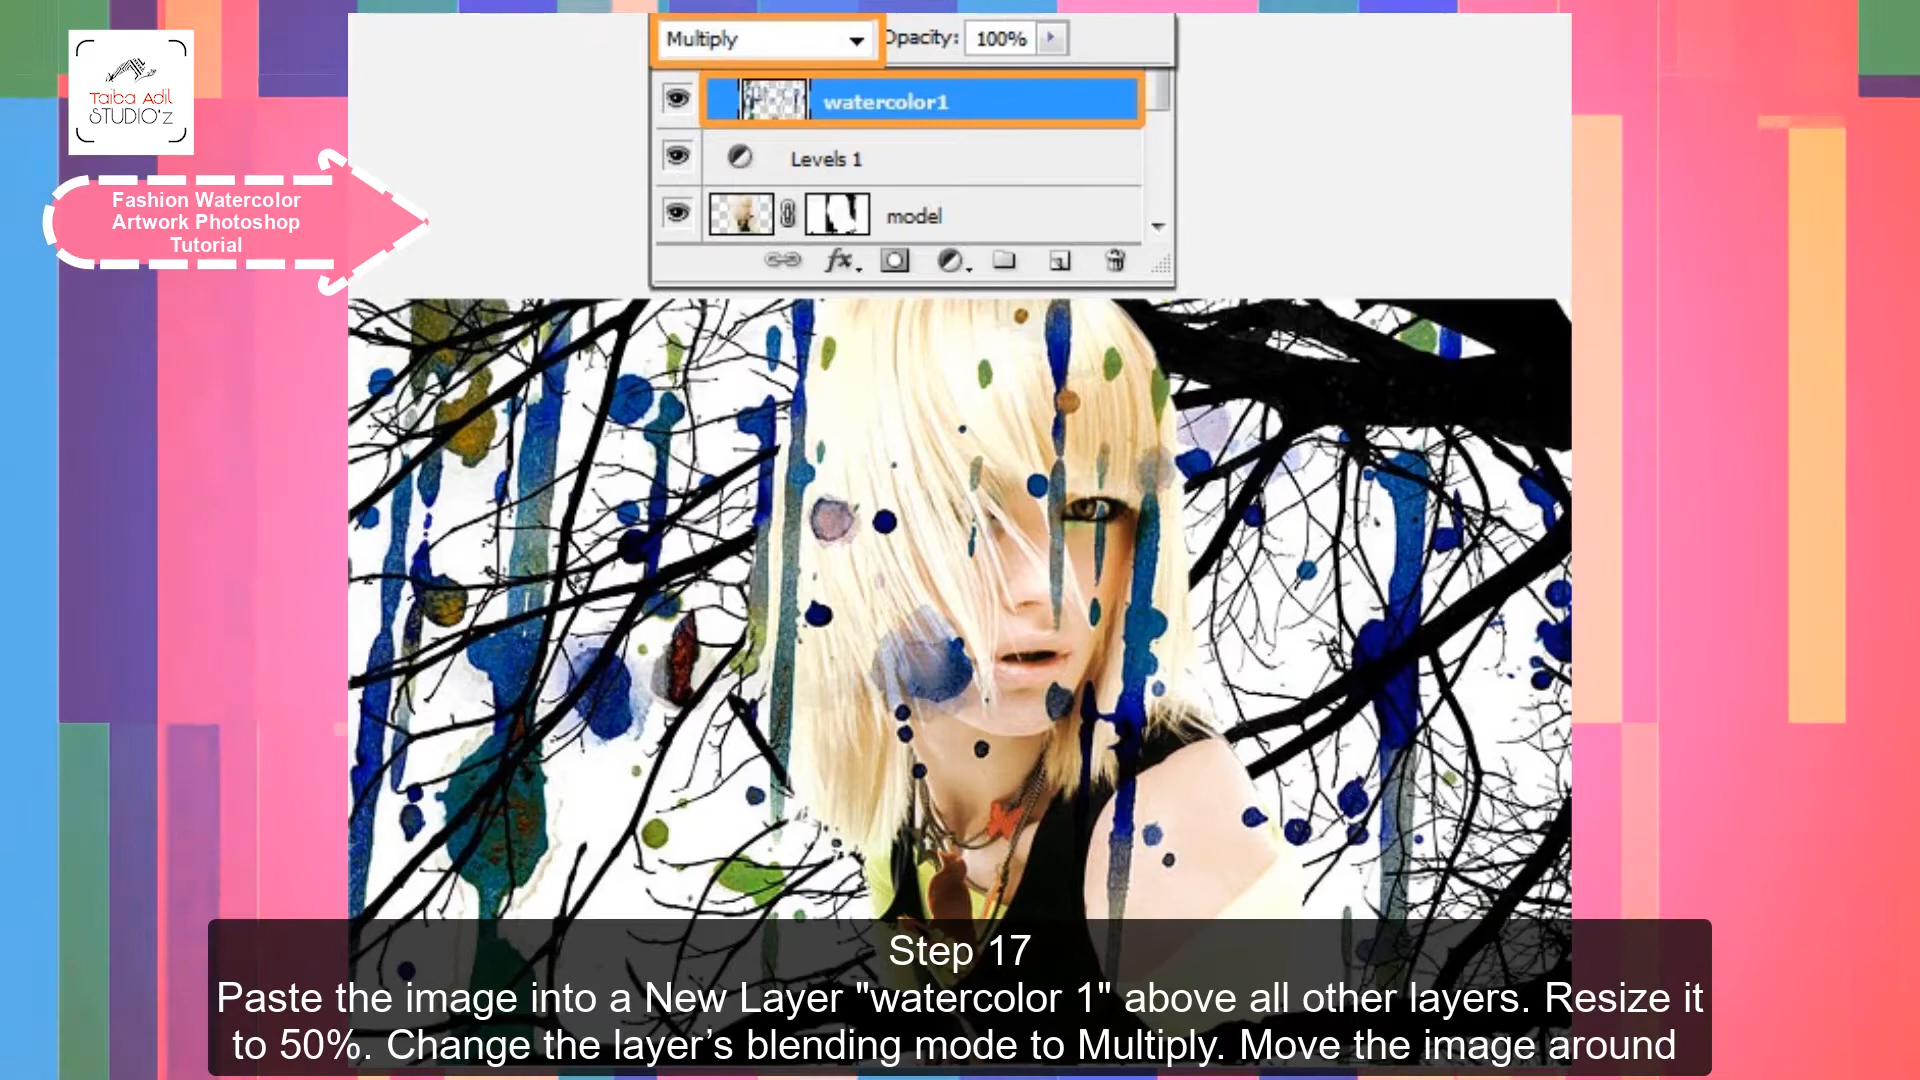 Multiply
Opacity: 100%
Taiba Adil
STUDIO'z
watercolor1
Levels 1
model
fx
Fashion Watercolor
Artwork Photoshop
Tutorial
Step 17
Paste the image into a New Layer "watercolor 1" above all other layers. Resize it
to 50%. Change the layer’s blending mode to Multiply. Move the image around